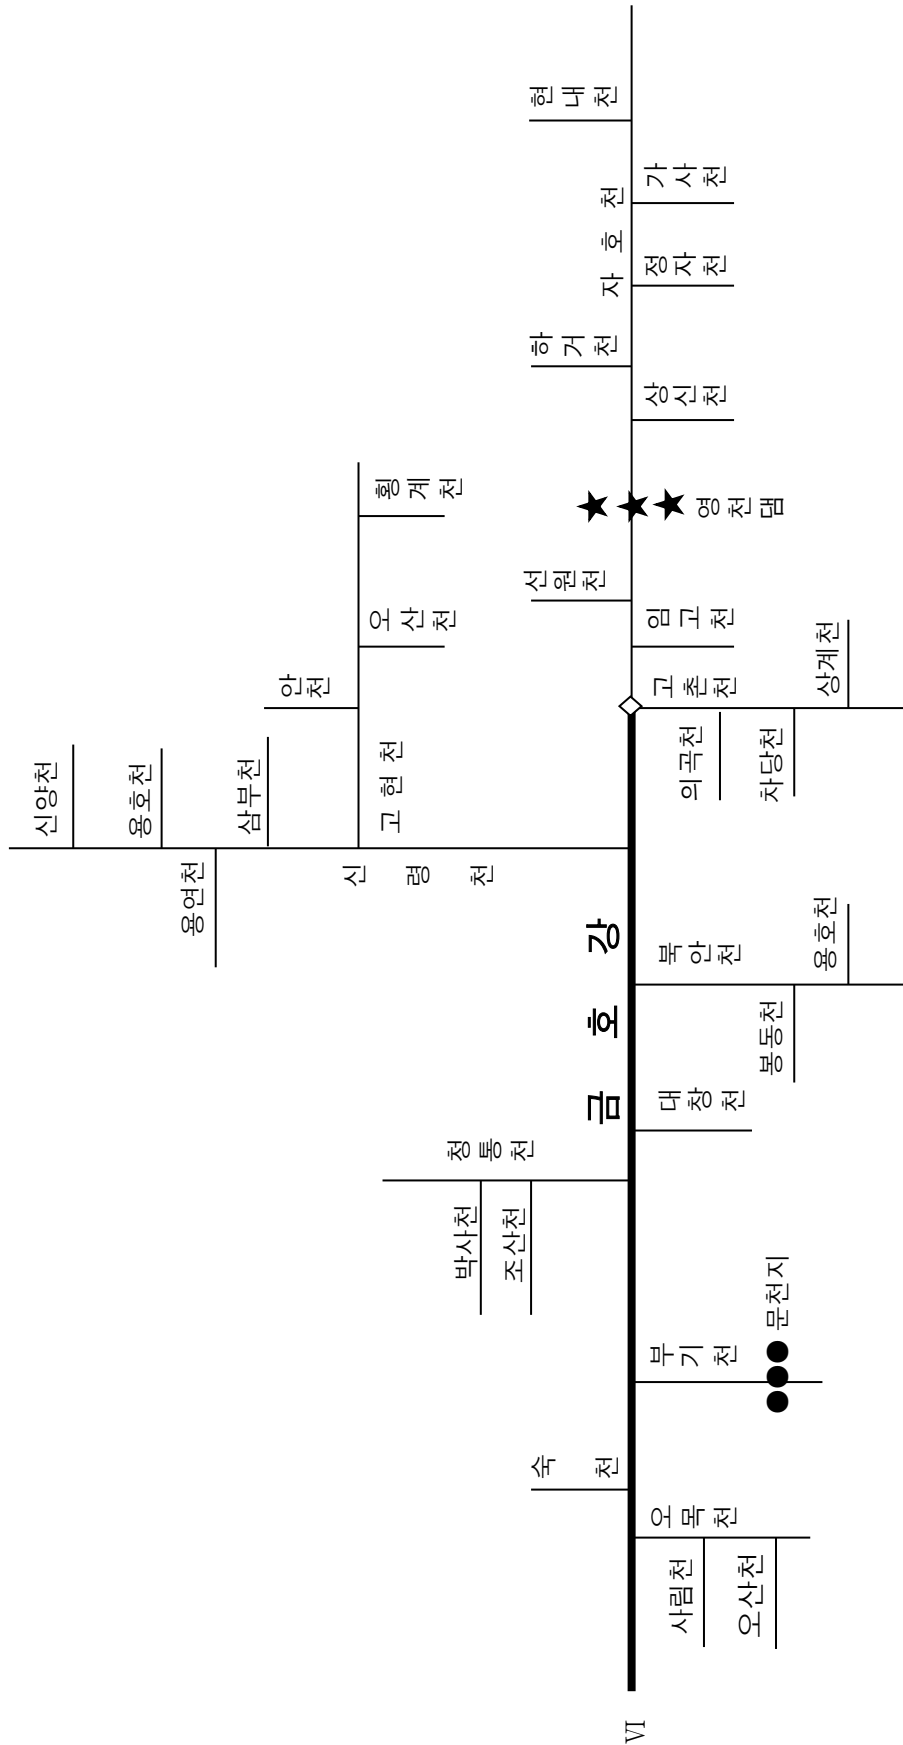 현내천
가사천
자호천
정자천
하거천
상신천
횡계천
영천댐
선원천
오산천
임고천
상계천
안천
고촌천
고현천
의곡천
차당천
신양천
용호천
삼부천
용연천
신령천
금호강
북안천
용호천
봉동천
대창천
청통천
박사천
조산천
문천지
부기천
숙천
오목천
사림천
오산천
VI